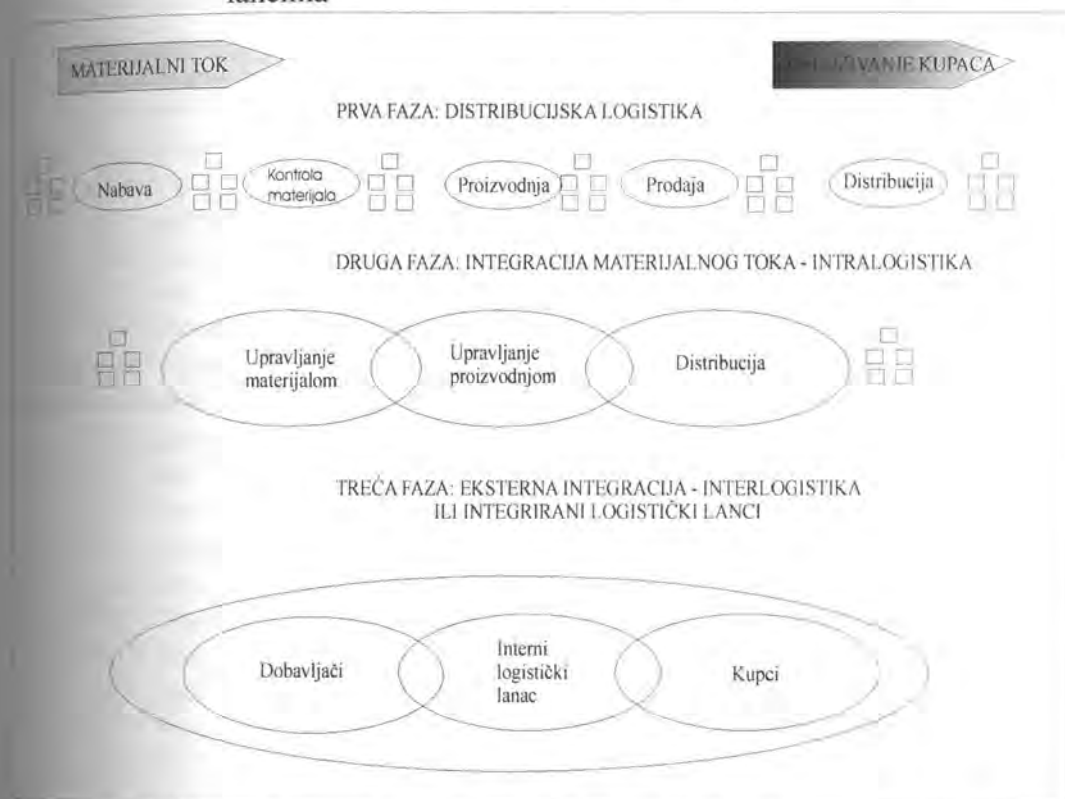 MATERIJALNI TOK
KUPACA
PRVA FAZA: DISTRIBUCIJSKA LOGISTIKA
Nabava
Kontrola
materijala
Proizvodnja
Prodaja
Distribucija
DRUGA FAZA: INTEGRACIJA MATERIJALNOG TOKA - INTRALOGISTIKA
Upravljanje
materijalom
Upravljanje
proizvodnjom
Distribucija
TREĆA FAZA: EKSTERNA INTEGRACIJA - INTERLOGISTIKA
ILI INTEGRIRANI LOGISTIČKI LANCI
Dobavljači
Interni
logistički
lanac
Kupci